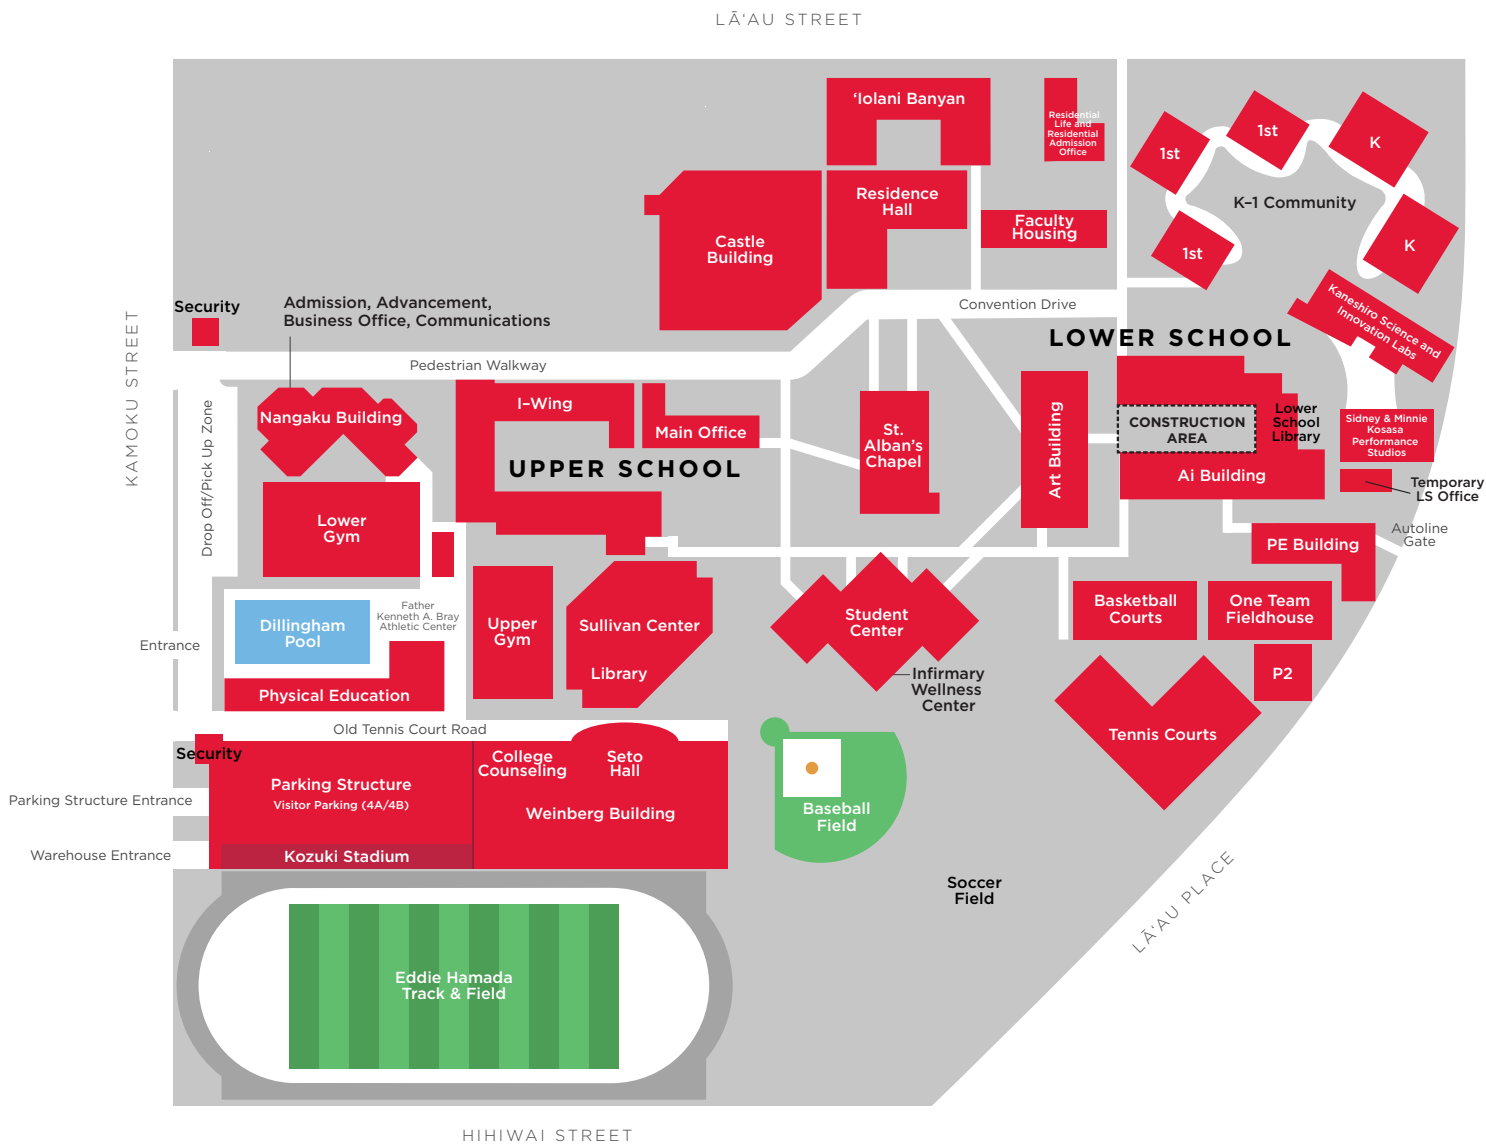 LĀ‘AU STREET
‘Iolani Banyan
Residential
Life and
Residential
Admission
Office
1st
1st
K
K–1 Community
1st
K
Residence
Hall
Faculty
Housing
Castle
Building
Security
Admission, Advancement,
Business Office, Communications
Convention Drive
Kaneshiro Science and
Innovation Labs
LOWER SCHOOL
KAMOKU STREET
Pedestrian Walkway
Drop Off/Pick Up Zone
Nangaku Building
I–Wing
Main Office
UPPER SCHOOL
St.
Alban’s
Chapel
Art Building
CONSTRUCTION
AREA
Lower
School
Library
Sidney & Minnie
Kosasa
Performance
Studios
Ai Building
Temporary
LS Office
Autoline
Gate
PE Building
Lower
Gym
Father
Kenneth A. Bray
Athletic Center
Dillingham
Pool
Upper
Gym
Sullivan Center
Library
Student
Center
Basketball
Courts
One Team
Fieldhouse
Entrance
Physical Education
Infirmary
Wellness
Center
P2
Tennis Courts
Old Tennis Court Road
Security
College
Counseling
Seto
Hall
Parking Structure
Visitor Parking (4A/4B)
Weinberg Building
Parking Structure Entrance
Baseball
Field
Warehouse Entrance
Kozuki Stadium
Soccer
Field
LĀ‘AU PLACE
Eddie Hamada
Track & Field
HIHIWAI STREET